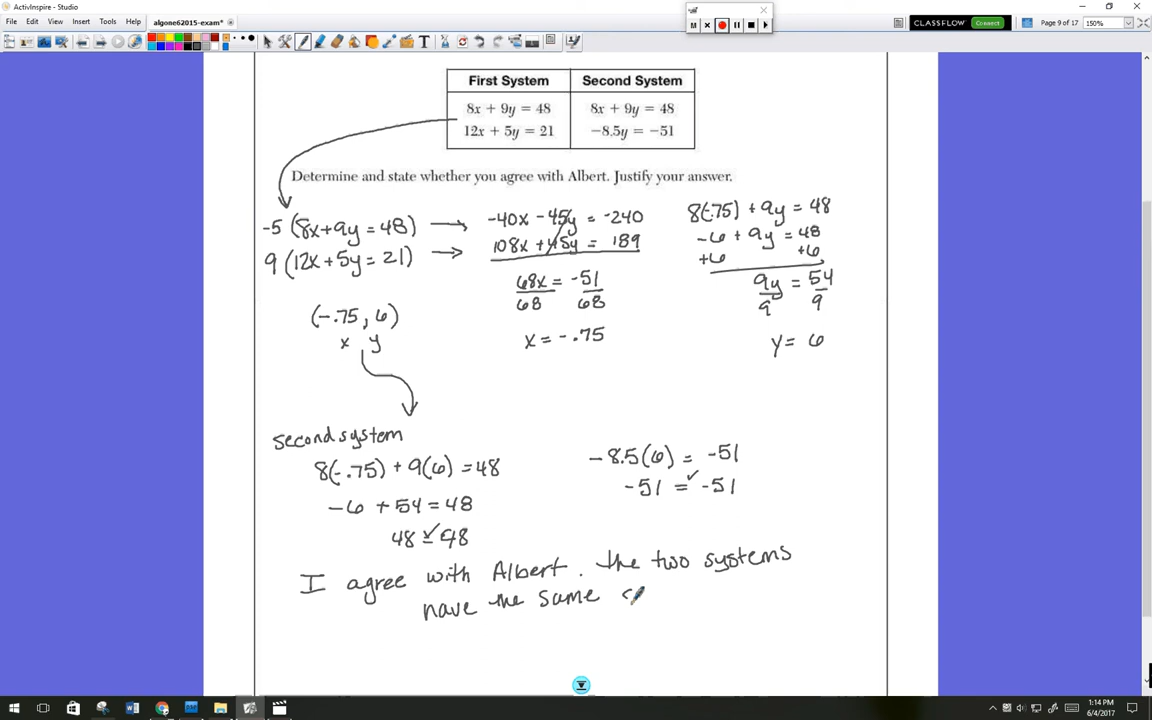 ActivInspire - Studio
File Edit View Insert Tools Help
algone62015-exam*
CLASSFLOW Connect
Page 9 of 17
150%
First System Second System
8x + 9y = 48 8x + 9y = 48
12x + 5y = 21 −8.5y = −51
Determine and state whether you agree with Albert. Justify your answer.
-5 (8x+9y=48)
9 (12x+5y=21)
-40x -45y = -240
108x +45y = 189
68x = -51
68 68
x = -.75
8(-.75) + 9y = 48
-6 + 9y = 48
+6 +6
9y = 54
9 9
y = 6
(-.75, 6)
x y
second system
8(-.75) + 9(6) = 48
-6 + 54 = 48
48 = 48
-8.5(6) = -51
-51 = -51
I agree with Albert. The two systems
have the same
1:14 PM
6/4/2017